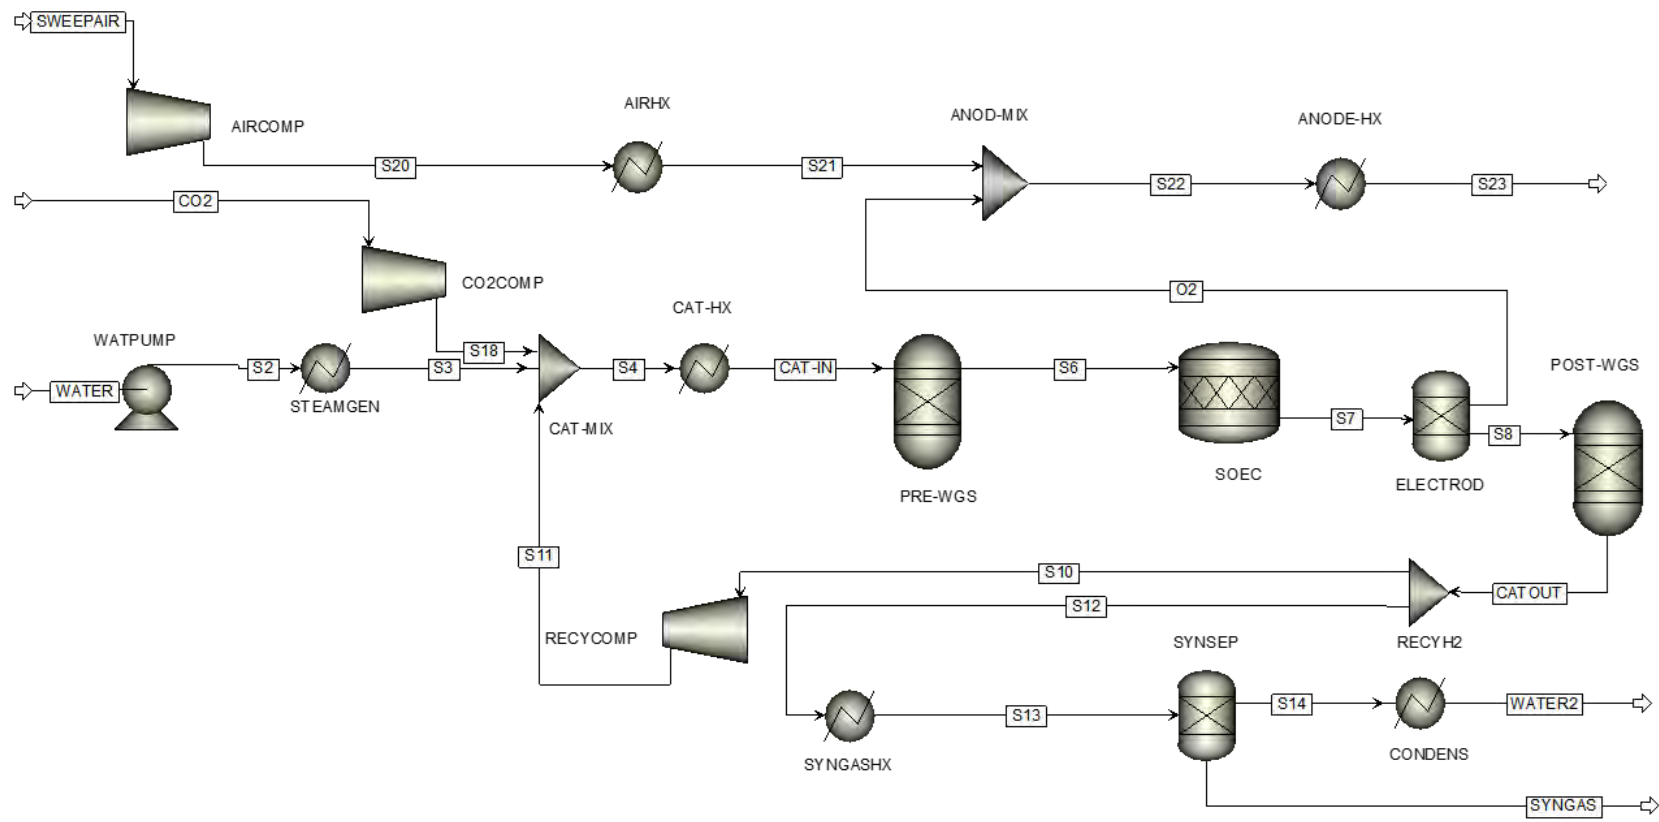 SWEEPAIR
AIRCOMP
AIRHX
ANOD-MIX
ANODE-HX
S20
S21
S22
S23
CO2
CO2COMP
O2
WATPUMP
CAT-HX
POST-WGS
S18
S2
S3
S4
CAT-IN
S6
WATER
STEAMGEN
CAT-MIX
S7
S8
PRE-WGS
SOEC
ELECTROD
S11
S10
CATOUT
S12
RECYCOMP
SYNSEP
RECYH2
S13
S14
WATER2
SYNGASHX
CONDENS
SYNGAS